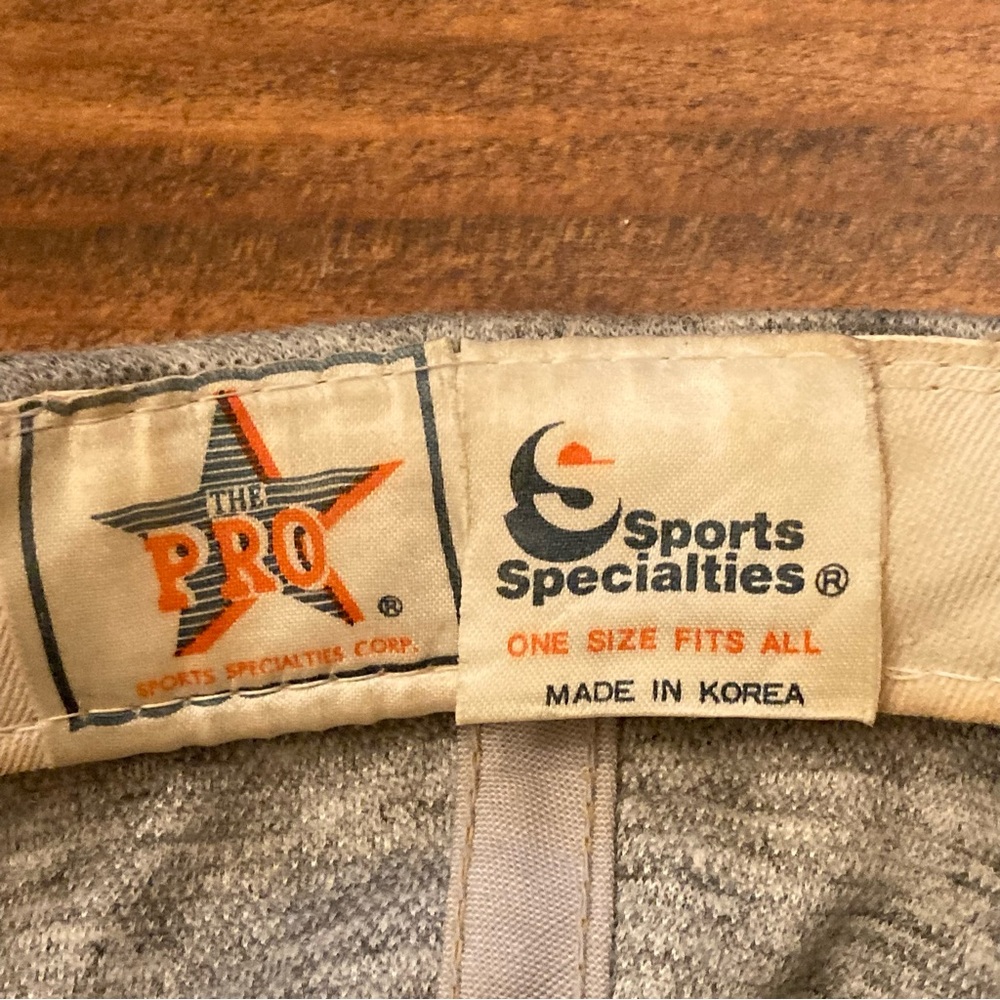 THE
PRO ®
SPORTS SPECIALTIES CORP.
Sports
Specialties ®
ONE SIZE FITS ALL
MADE IN KOREA